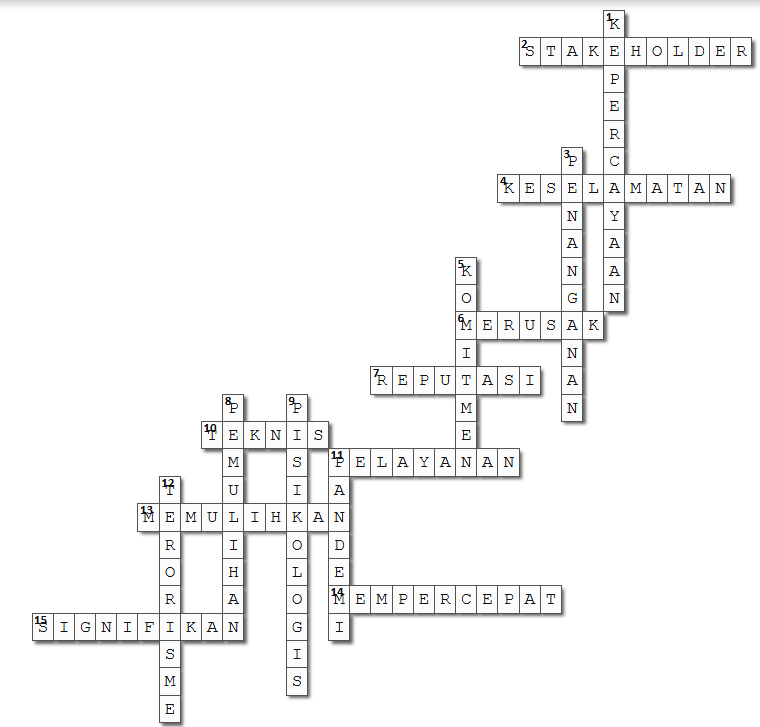 1 KEPERCAYAAN
2 STAKEHOLDER
3 PENANGANAN
4 KESELAMATAN
5 KOMITMEN
6 MERUSAK
7 REPUTASI
8 PEMULIHAN
9 PISIKOLOGIS
10 TEKNIS
11 PELAYANAN
11 PANDEMI
12 TERORISME
13 MEMULIHKAN
14 MEMPERCEPAT
15 SIGNIFIKAN